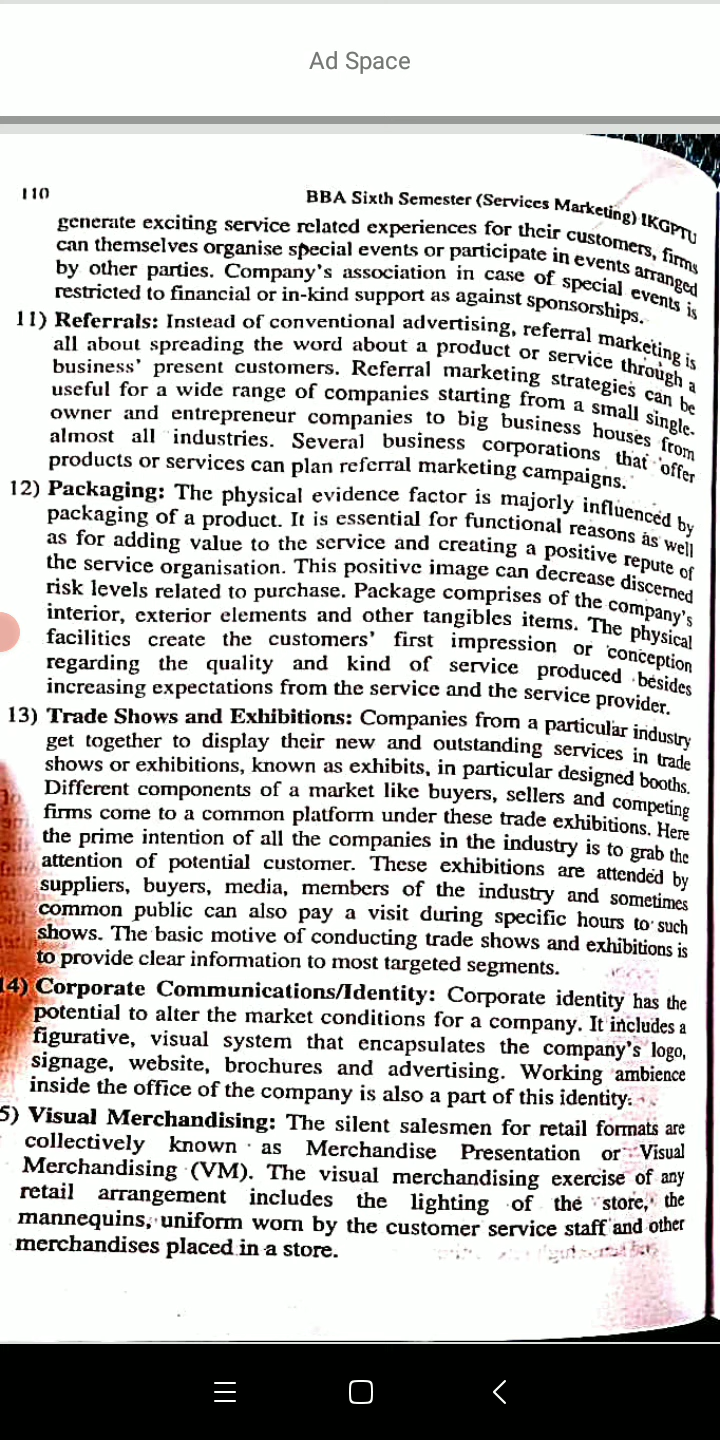 Ad Space
110
BBA Sixth Semester (Services Marketing) IKGPTU
generate exciting service related experiences for their customers, firms
can themselves organise special events or participate in events arranged
by other parties. Company's association in case of special events is
restricted to financial or in-kind support as against sponsorships.
11) Referrals: Instead of conventional advertising, referral marketing is
all about spreading the word about a product or service through a
business' present customers. Referral marketing strategies can be
useful for a wide range of companies starting from a small single-
owner and entrepreneur companies to big business houses from
almost all industries. Several business corporations that offer
products or services can plan referral marketing campaigns.
12) Packaging: The physical evidence factor is majorly influenced by
packaging of a product. It is essential for functional reasons as well
as for adding value to the service and creating a positive repute of
the service organisation. This positive image can decrease discerned
risk levels related to purchase. Package comprises of the company's
interior, exterior elements and other tangibles items. The physical
facilities create the customers' first impression or conception
regarding the quality and kind of service produced besides
increasing expectations from the service and the service provider.
13) Trade Shows and Exhibitions: Companies from a particular industry
get together to display their new and outstanding services in trade
shows or exhibitions, known as exhibits, in particular designed booths.
Different components of a market like buyers, sellers and competing
firms come to a common platform under these trade exhibitions. Here
the prime intention of all the companies in the industry is to grab the
attention of potential customer. These exhibitions are attended by
suppliers, buyers, media, members of the industry and sometimes
common public can also pay a visit during specific hours to such
shows. The basic motive of conducting trade shows and exhibitions is
to provide clear information to most targeted segments.
14) Corporate Communications/Identity: Corporate identity has the
potential to alter the market conditions for a company. It includes a
figurative, visual system that encapsulates the company's logo,
signage, website, brochures and advertising. Working ambience
inside the office of the company is also a part of this identity.
5) Visual Merchandising: The silent salesmen for retail formats are
collectively known as Merchandise Presentation or Visual
Merchandising (VM). The visual merchandising exercise of any
retail arrangement includes the lighting of the store, the
mannequins, uniform worn by the customer service staff and other
merchandises placed in a store.